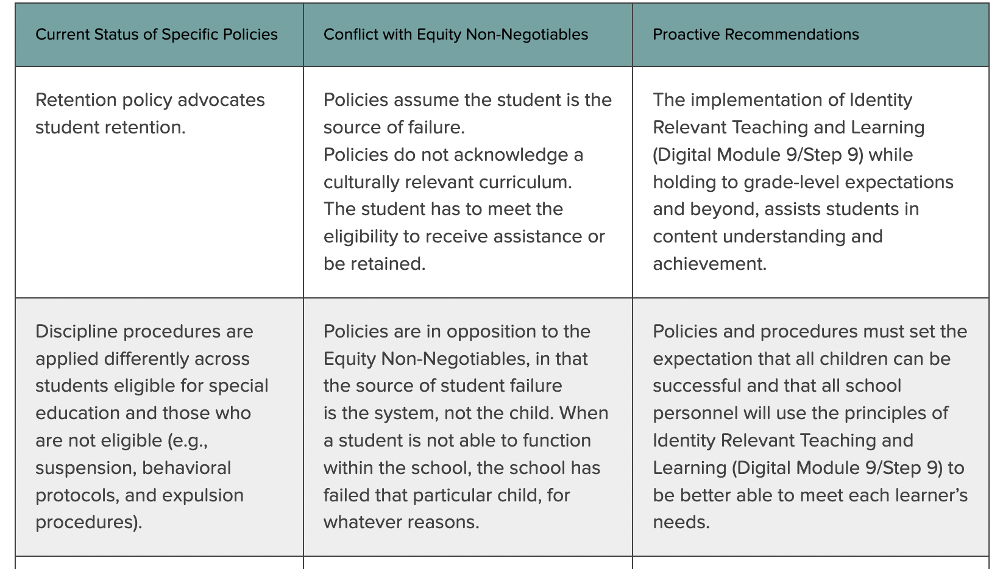 Current Status of Specific Policies
Conflict with Equity Non-Negotiables
Proactive Recommendations
Retention policy advocates
student retention.
Policies assume the student is the
source of failure.
Policies do not acknowledge a
culturally relevant curriculum.
The student has to meet the
eligibility to receive assistance or
be retained.
The implementation of Identity
Relevant Teaching and Learning
(Digital Module 9/Step 9) while
holding to grade-level expectations
and beyond, assists students in
content understanding and
achievement.
Discipline procedures are
applied differently across
students eligible for special
education and those who
are not eligible (e.g.,
suspension, behavioral
protocols, and expulsion
procedures).
Policies are in opposition to the
Equity Non-Negotiables, in that
the source of student failure
is the system, not the child. When
a student is not able to function
within the school, the school has
failed that particular child, for
whatever reasons.
Policies and procedures must set the
expectation that all children can be
successful and that all school
personnel will use the principles of
Identity Relevant Teaching and
Learning (Digital Module 9/Step 9) to
be better able to meet each learner’s
needs.